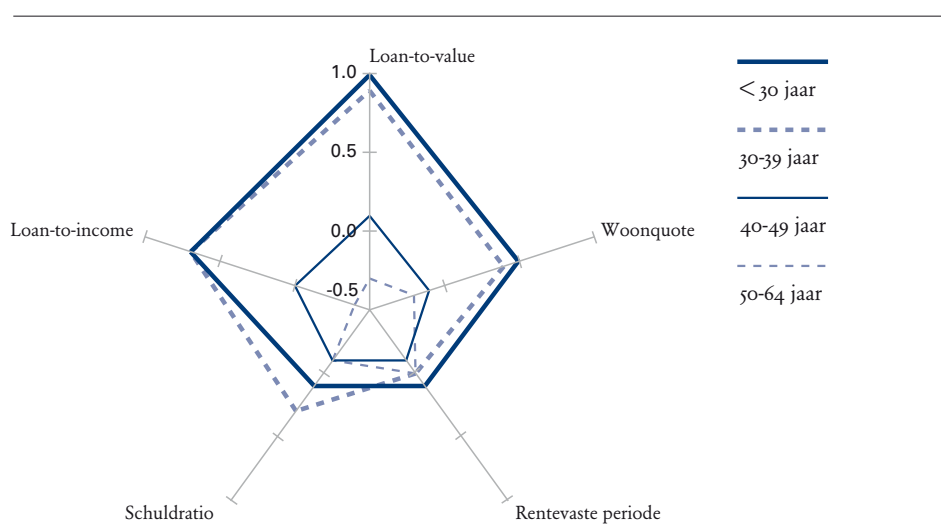 Loan-to-value
1.0
0.5
0.0
-0.5
Loan-to-income
Woonquote
Schuldratio
Rentevaste periode
< 30 jaar
30-39 jaar
40-49 jaar
50-64 jaar